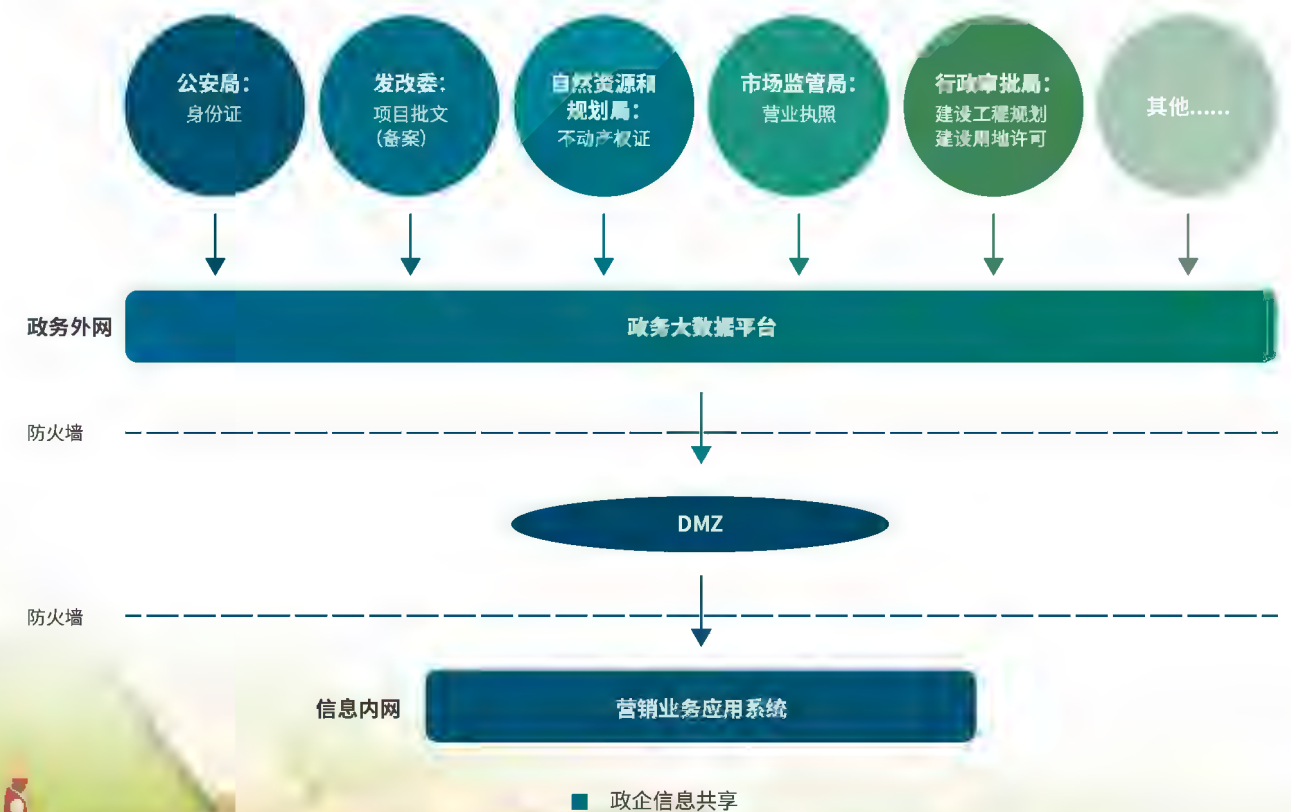 公安局：
身份证
发改委：
项目批文
（备案）
自然资源和
规划局：
不动产权证
市场监管局：
营业执照
行政审批局：
建设工程规划
建设用地许可
其他……
政务外网
政务大数据平台
防火墙
DMZ
防火墙
信息内网
营销业务应用系统
政企信息共享